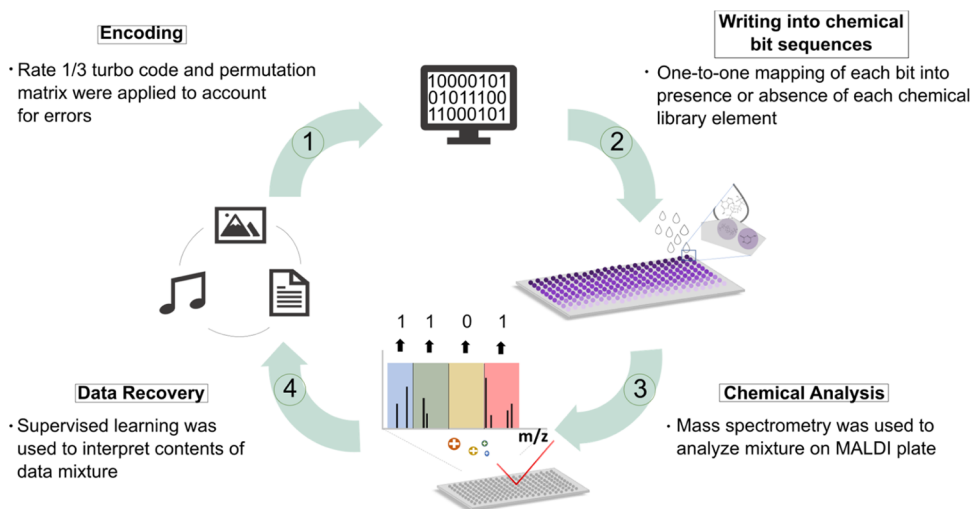 Encoding
· Rate 1/3 turbo code and permutation
matrix were applied to account
for errors
1
10000101
01011100
11000101
2
Writing into chemical
bit sequences
· One-to-one mapping of each bit into
presence or absence of each chemical
library element
1 1 0 1
m/z
3
Chemical Analysis
· Mass spectrometry was used to
analyze mixture on MALDI plate
4
Data Recovery
· Supervised learning was
used to interpret contents of
data mixture